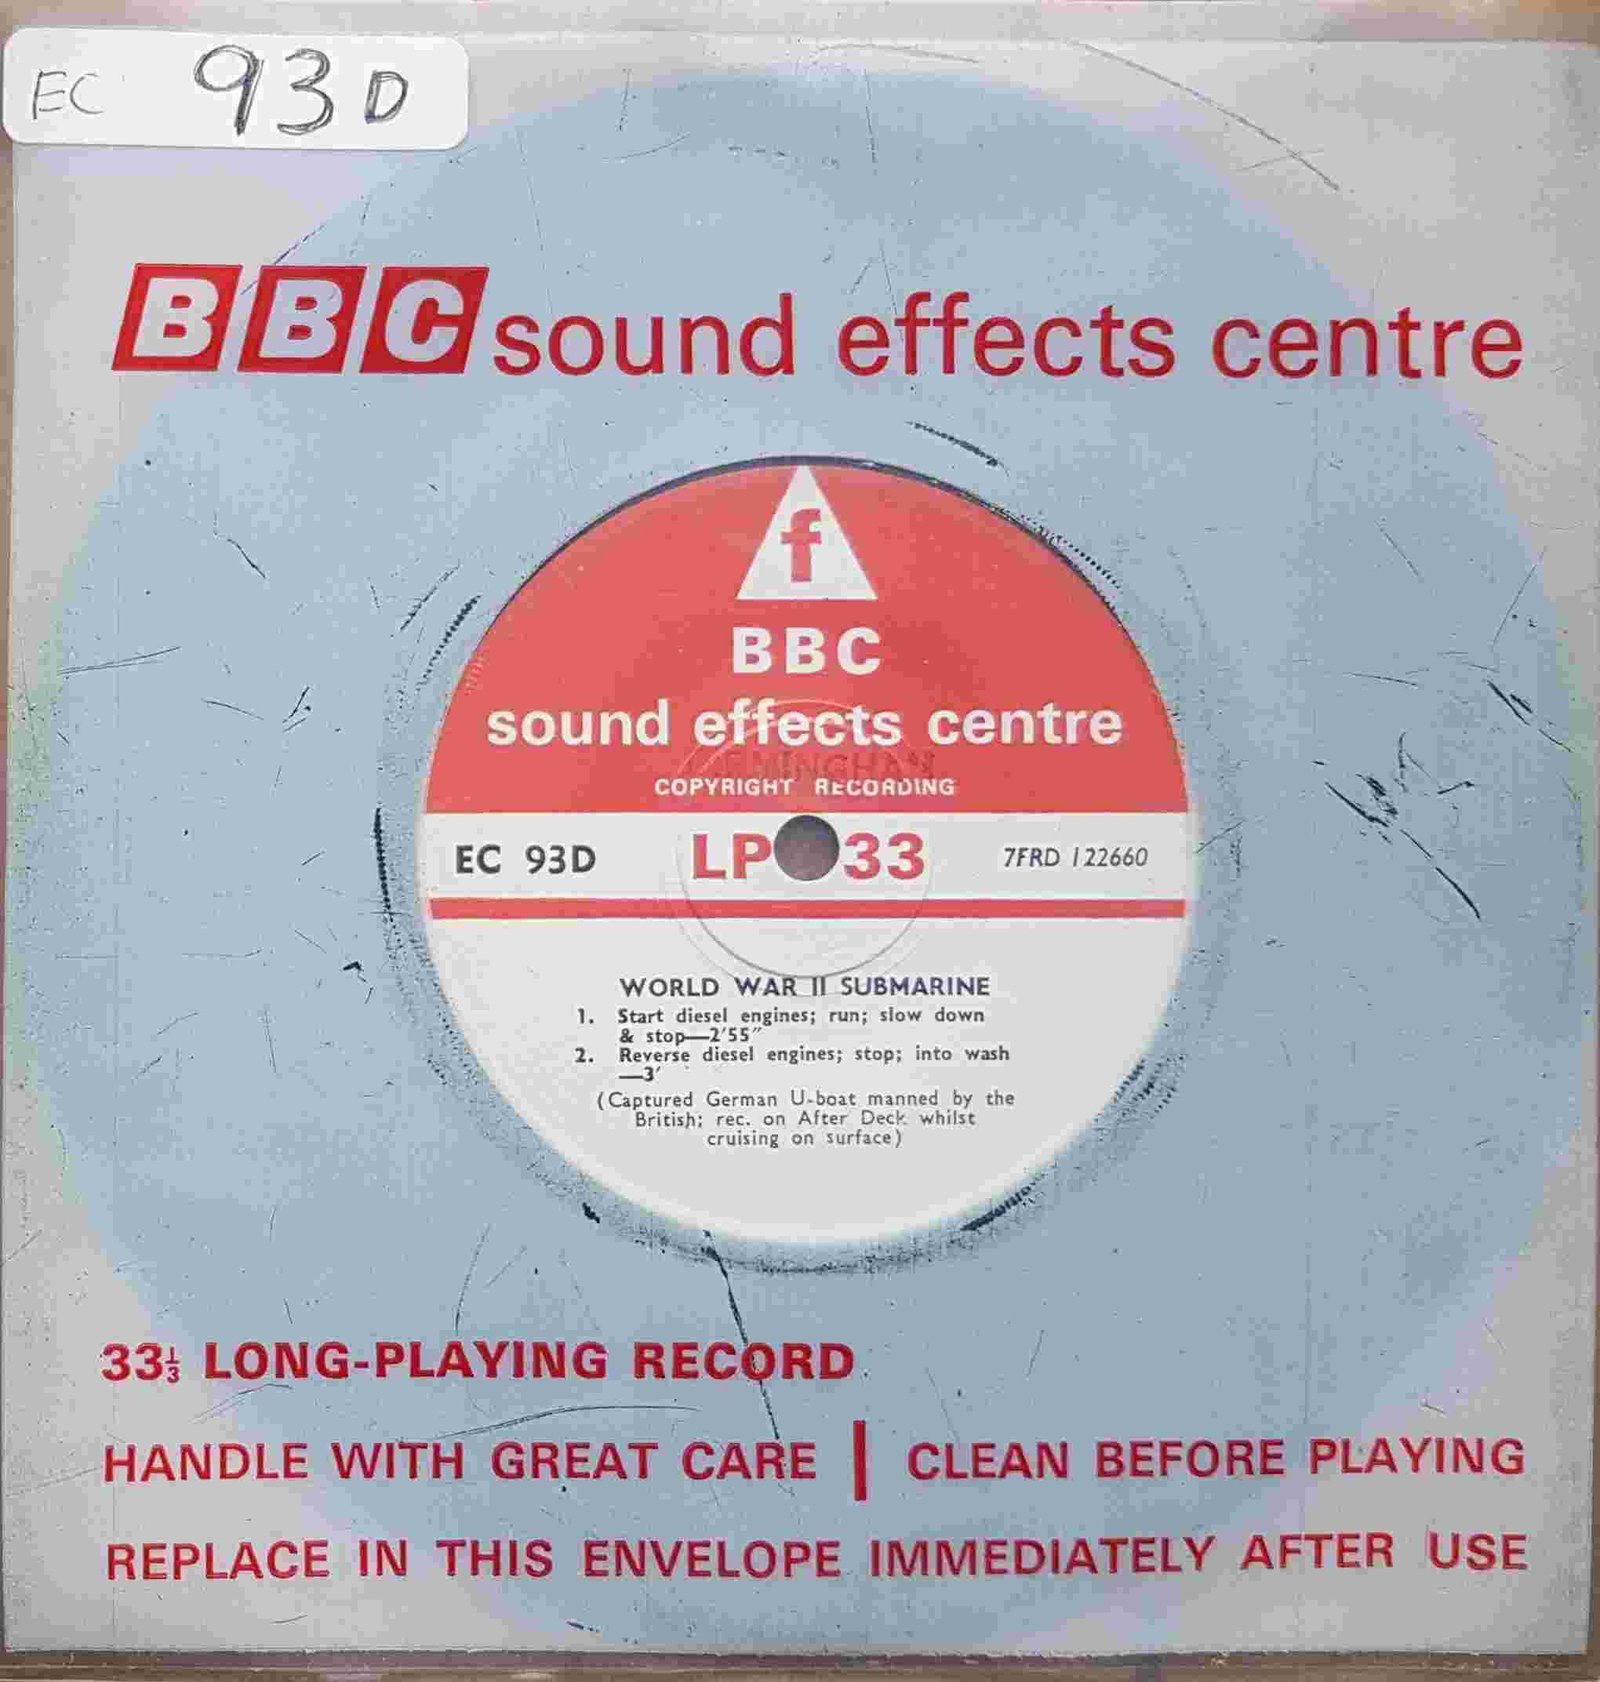 EC 93 D
BBC sound effects centre
f
BBC
sound effects centre
MINGHAM
COPYRIGHT RECORDING
EC 93D LP 33 7FRD 122660
WORLD WAR II SUBMARINE
1. Start diesel engines; run; slow down
& stop—2'55"
2. Reverse diesel engines; stop; into wash
—3'
(Captured German U-boat manned by the
British; rec. on After Deck whilst
cruising on surface)
33⅓ LONG-PLAYING RECORD
HANDLE WITH GREAT CARE | CLEAN BEFORE PLAYING
REPLACE IN THIS ENVELOPE IMMEDIATELY AFTER USE